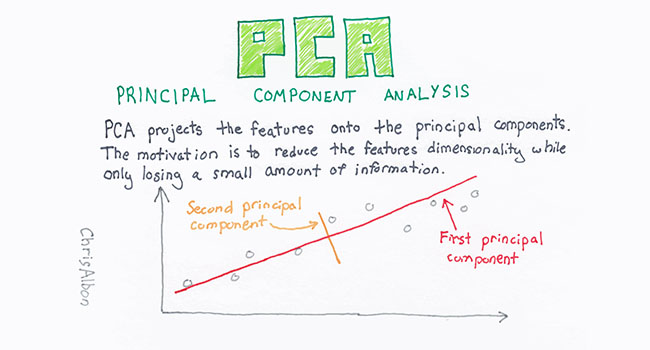 PCA
PRINCIPAL COMPONENT ANALYSIS
PCA projects the features onto the principal components.
The motivation is to reduce the features dimensionality while
only losing a small amount of information.
Second principal
component
First principal
component
ChrisAlbon